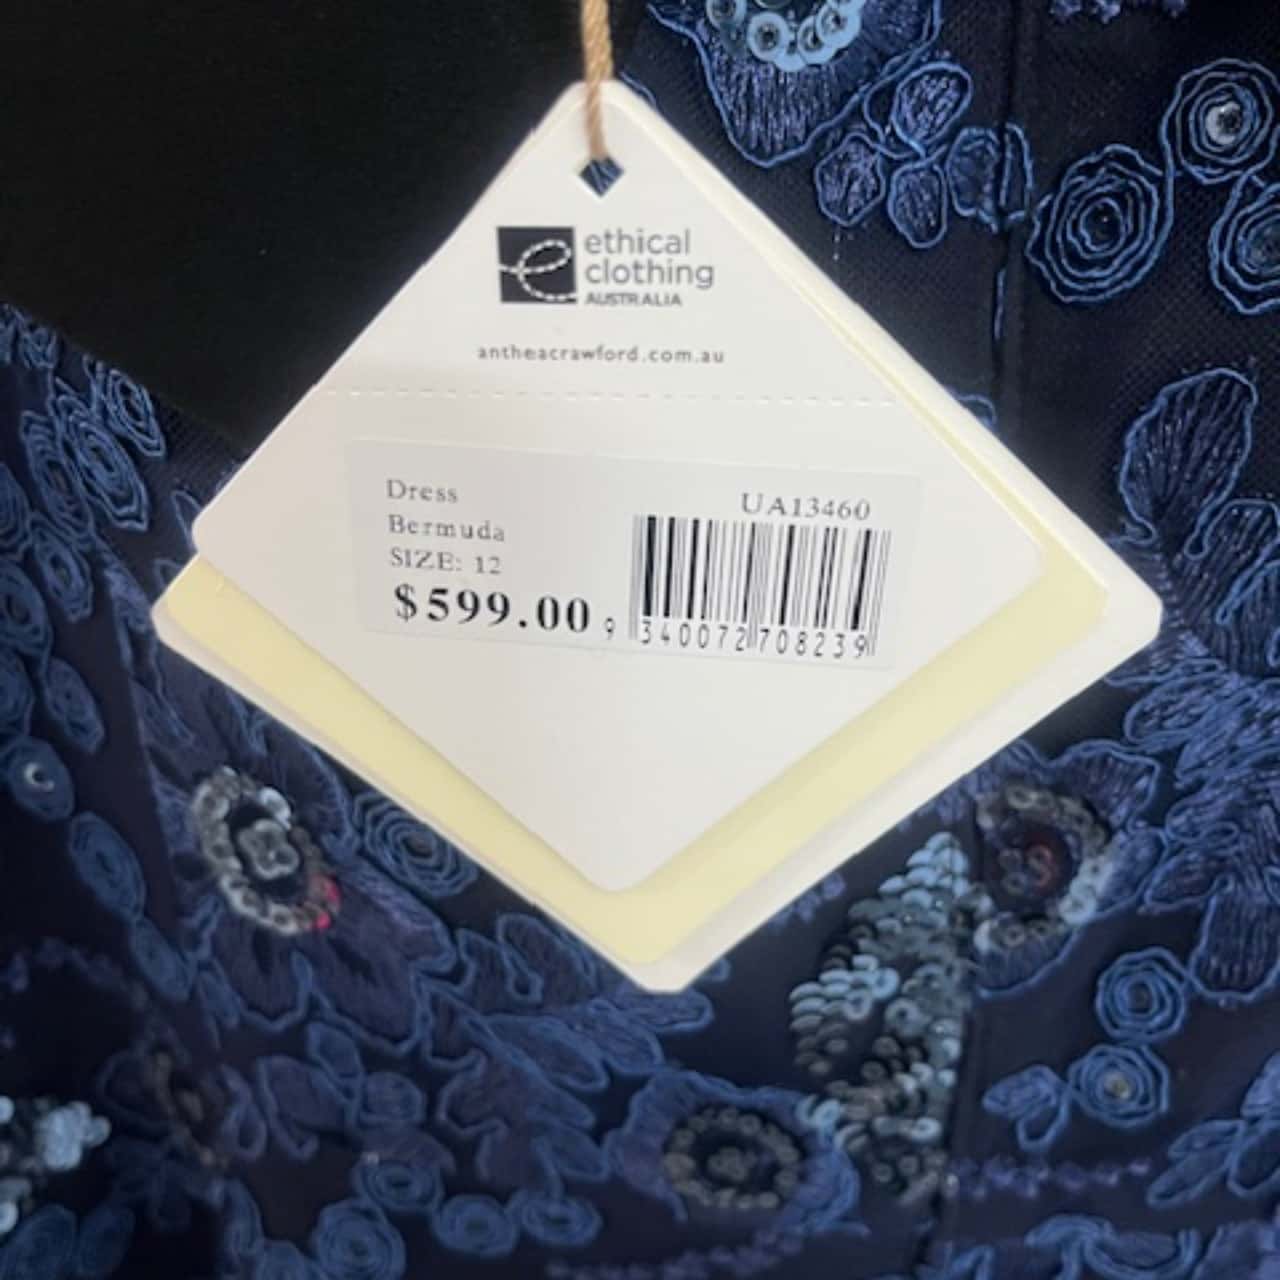 ethical
clothing
AUSTRALIA
antheacrawford.com.au
Dress
Bermuda
SIZE: 12
$599.00
UA13460
9 340072 708239